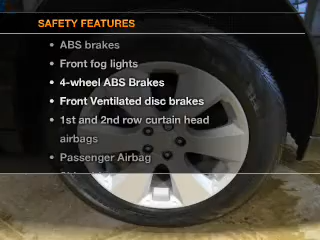 SAFETY FEATURES
• ABS brakes
• Front fog lights
• 4-wheel ABS Brakes
• Front Ventilated disc brakes
• 1st and 2nd row curtain head
airbags
• Passenger Airbag